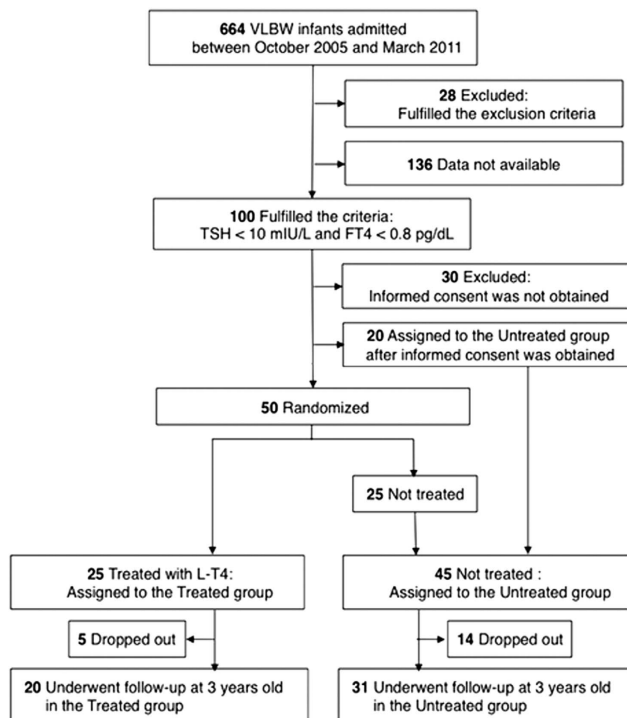 664 VLBW infants admitted
between October 2005 and March 2011
28 Excluded:
Fulfilled the exclusion criteria
136 Data not available
100 Fulfilled the criteria:
TSH < 10 mIU/L and FT4 < 0.8 pg/dL
30 Excluded:
Informed consent was not obtained
20 Assigned to the Untreated group
after informed consent was obtained
50 Randomized
25 Not treated
25 Treated with L-T4:
Assigned to the Treated group
45 Not treated :
Assigned to the Untreated group
5 Dropped out
14 Dropped out
20 Underwent follow-up at 3 years old
in the Treated group
31 Underwent follow-up at 3 years old
in the Untreated group